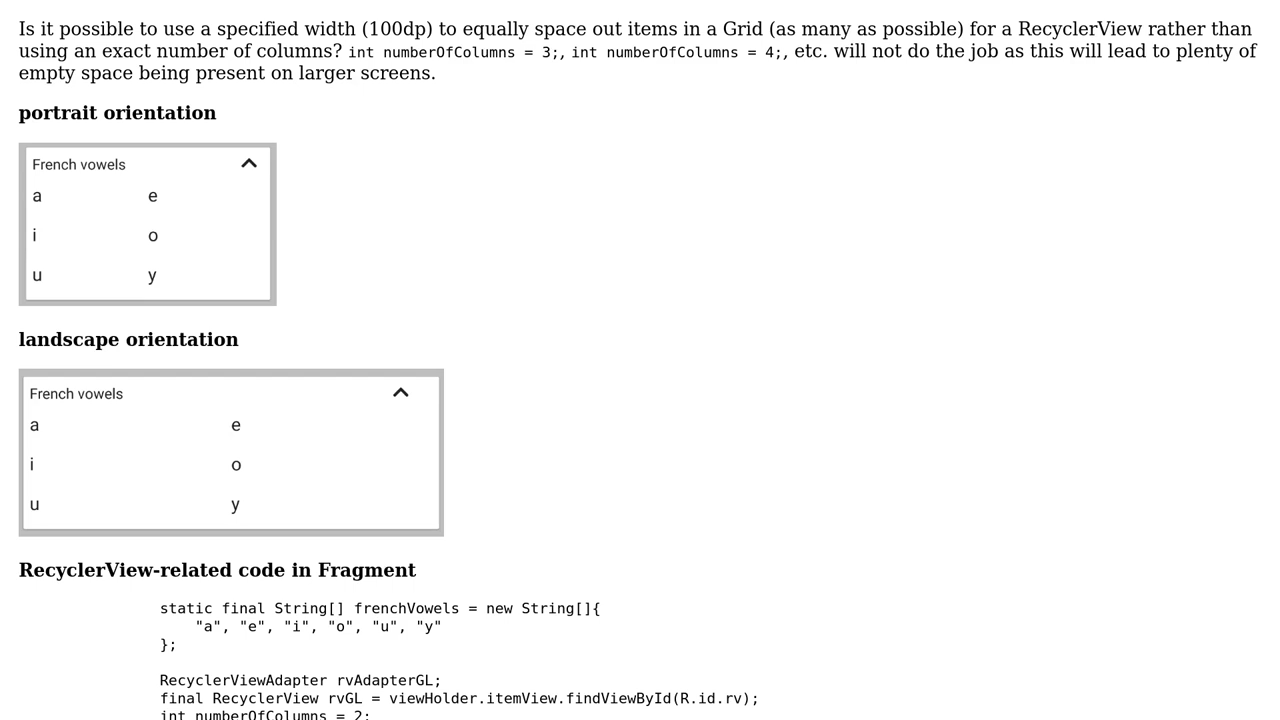 Is it possible to use a specified width (100dp) to equally space out items in a Grid (as many as possible) for a RecyclerView rather than
using an exact number of columns? int numberOfColumns = 3;, int numberOfColumns = 4;, etc. will not do the job as this will lead to plenty of
empty space being present on larger screens.
portrait orientation
French vowels
a e
i o
u y
landscape orientation
French vowels
a e
i o
u y
RecyclerView-related code in Fragment
static final String[] frenchVowels = new String[]{
"a", "e", "i", "o", "u", "y"
};
RecyclerViewAdapter rvAdapterGL;
final RecyclerView rvGL = viewHolder.itemView.findViewById(R.id.rv);
int numberOfColumns = 2;